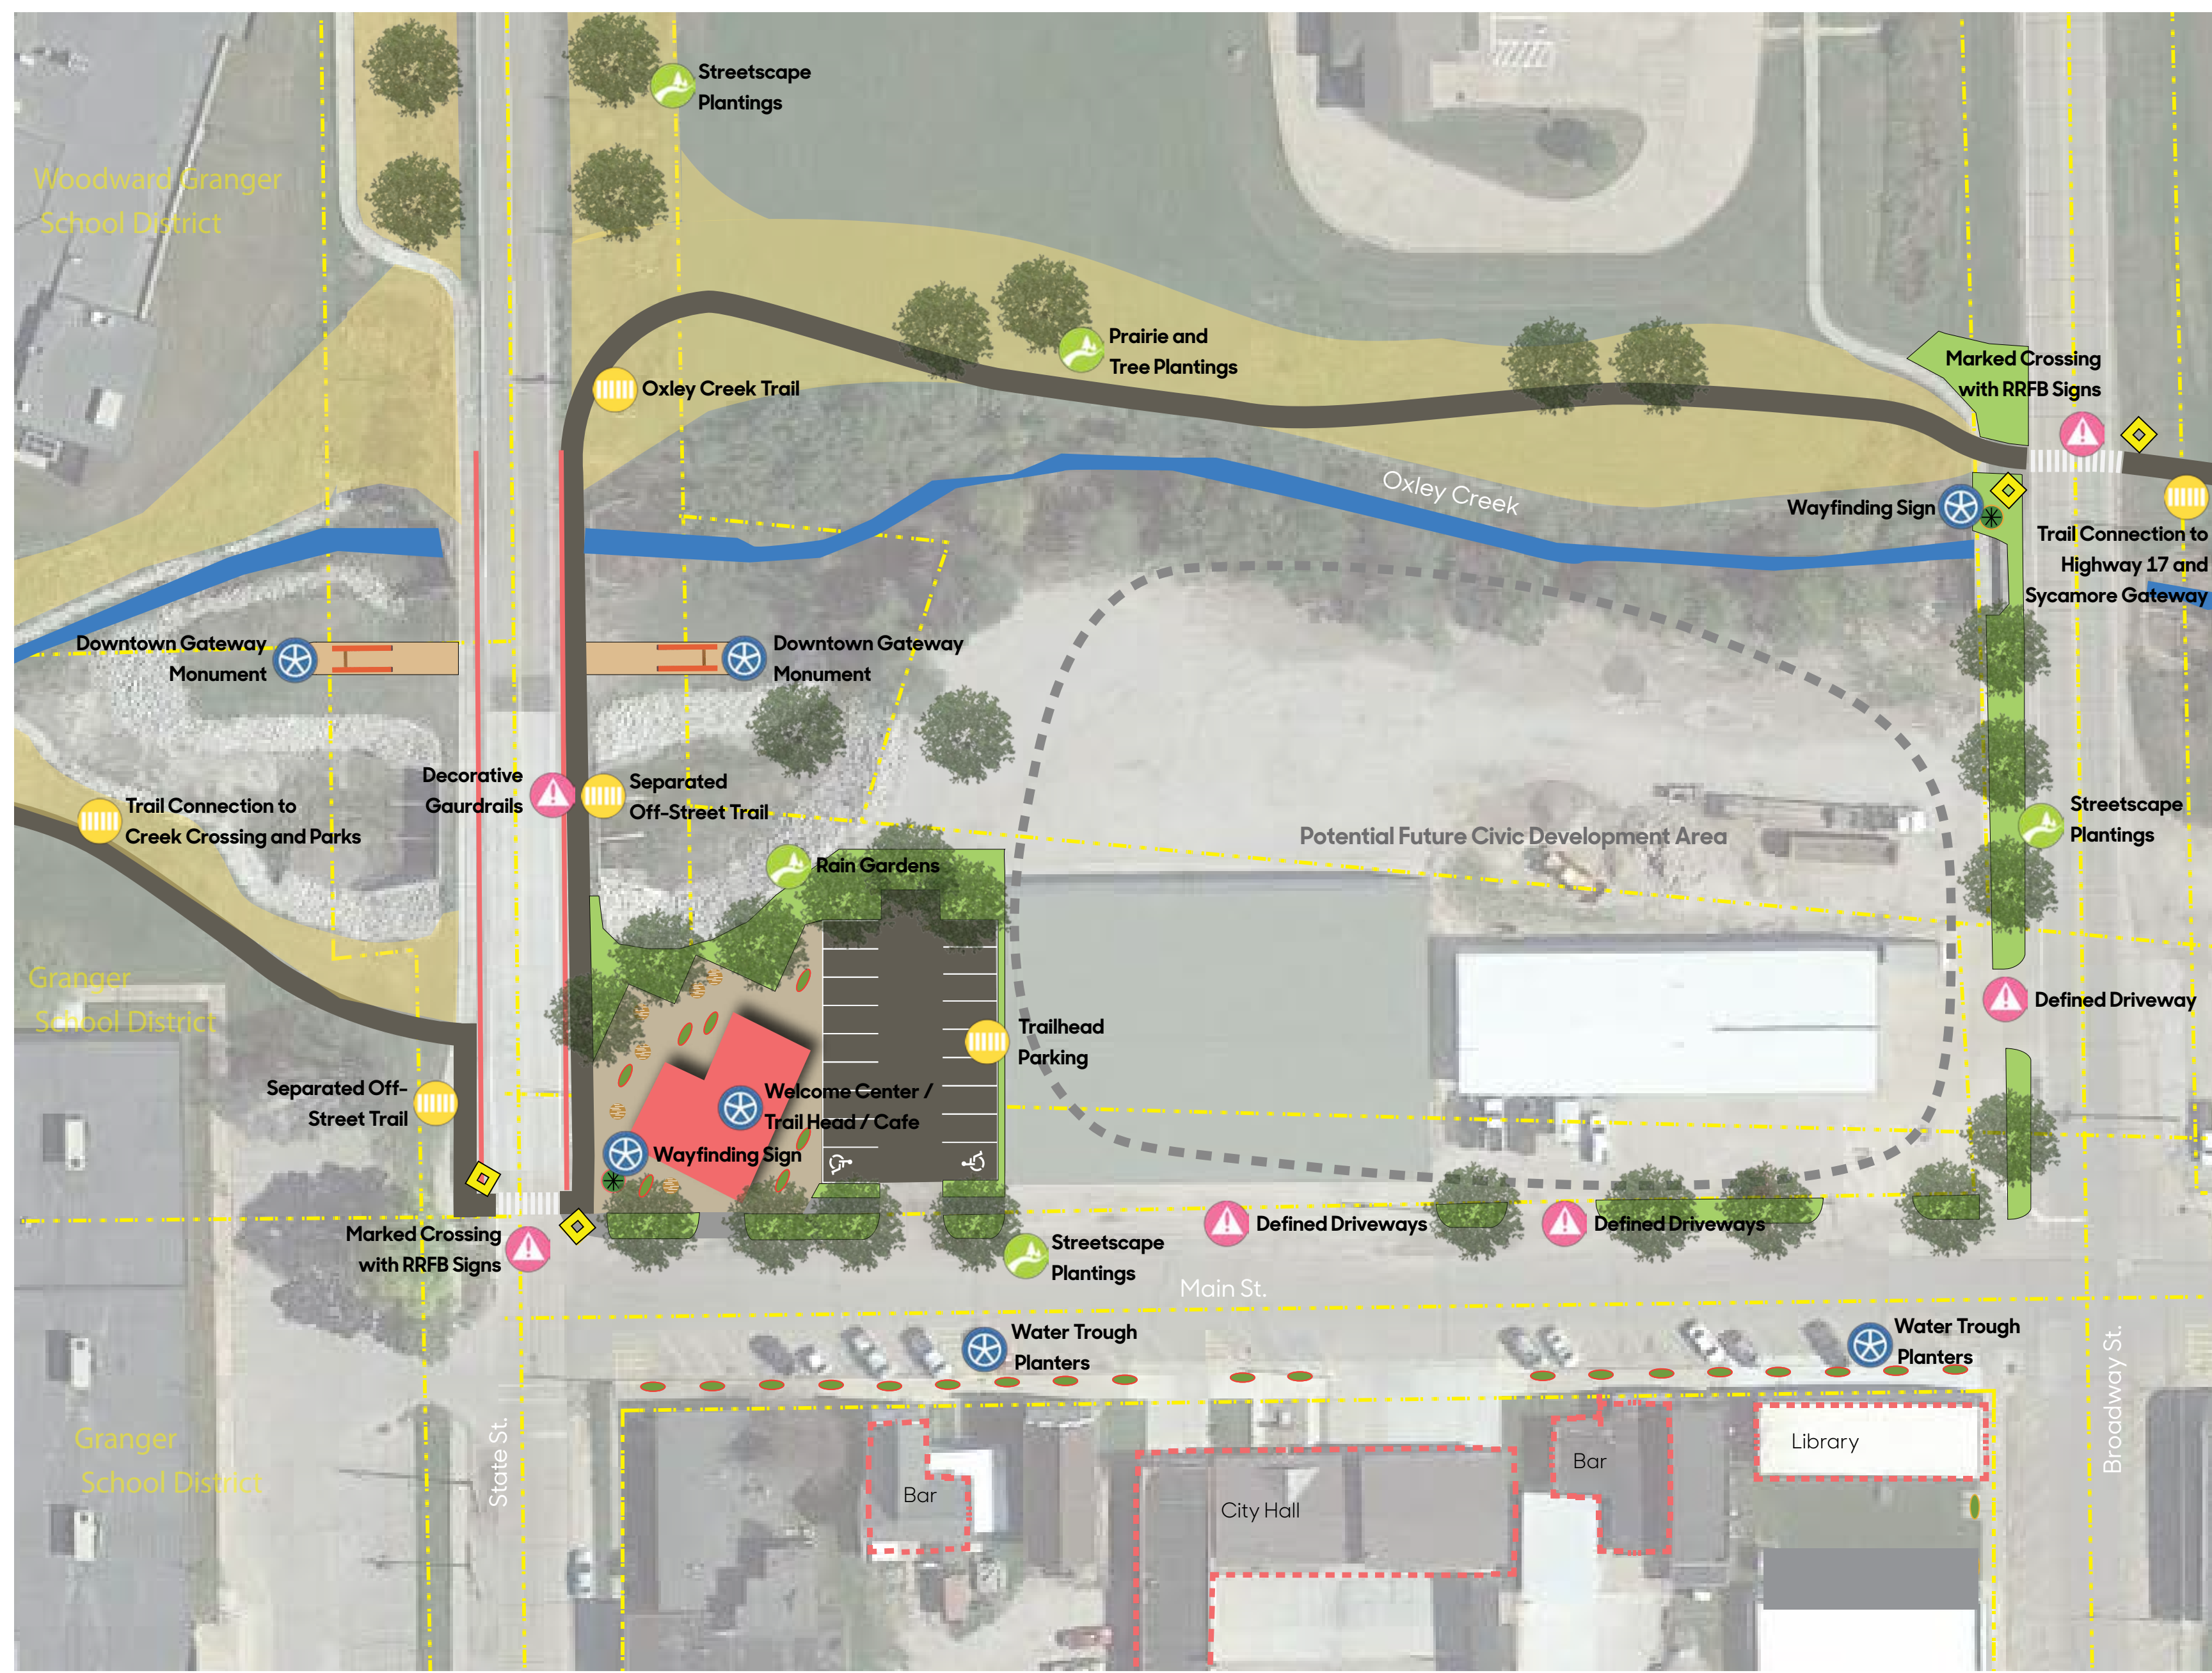 Streetscape
Plantings
Woodward Granger
School District
Prairie and
Tree Plantings
Marked Crossing
with RRFB Signs
Oxley Creek Trail
Oxley Creek
Wayfinding Sign
Trail Connection to
Highway 17 and
Sycamore Gateway
Downtown Gateway
Monument
Downtown Gateway
Monument
Decorative
Gaurdrails
Separated
Off-Street Trail
Trail Connection to
Creek Crossing and Parks
Potential Future Civic Development Area
Streetscape
Plantings
Rain Gardens
Granger
School District
Defined Driveway
Trailhead
Parking
Separated Off-
Street Trail
Welcome Center /
Trail Head / Cafe
Wayfinding Sign
Marked Crossing
with RRFB Signs
Defined Driveways
Defined Driveways
Streetscape
Plantings
Main St.
Water Trough
Planters
Water Trough
Planters
Granger
School District
State St.
Broadway St.
Bar
City Hall
Bar
Library